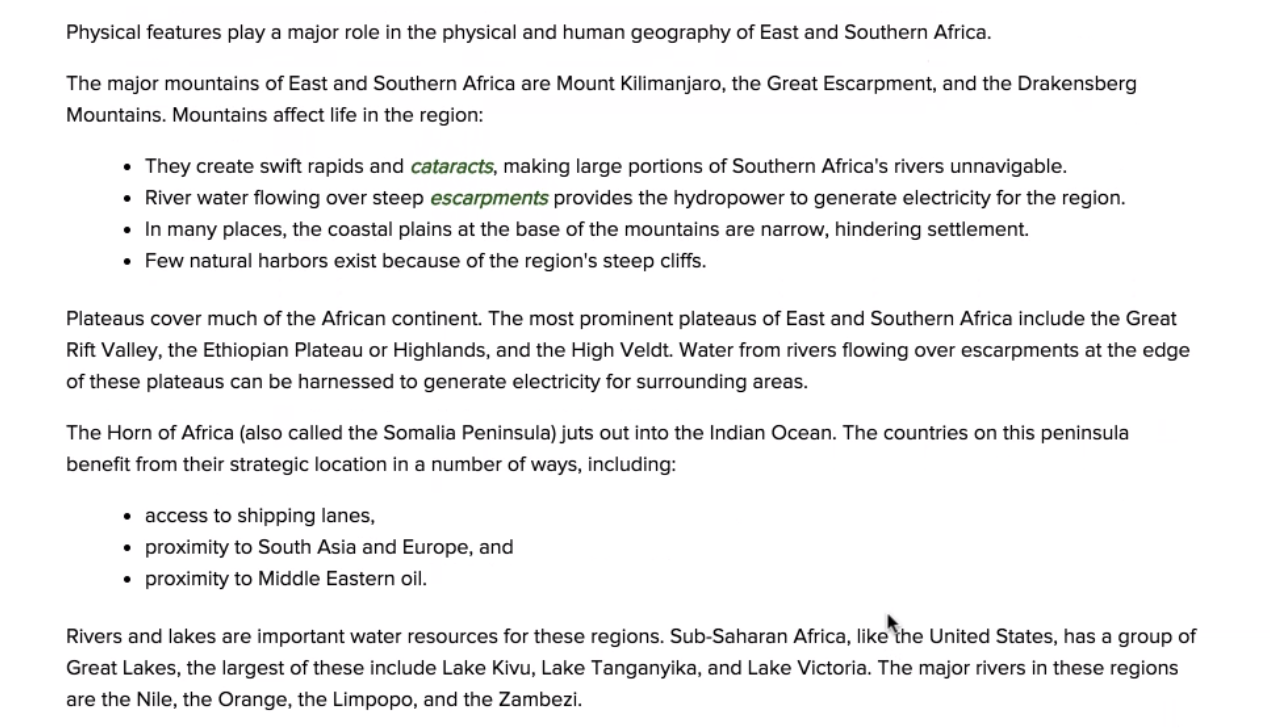 Physical features play a major role in the physical and human geography of East and Southern Africa.
The major mountains of East and Southern Africa are Mount Kilimanjaro, the Great Escarpment, and the Drakensberg
Mountains. Mountains affect life in the region:
• They create swift rapids and cataracts, making large portions of Southern Africa's rivers unnavigable.
• River water flowing over steep escarpments provides the hydropower to generate electricity for the region.
• In many places, the coastal plains at the base of the mountains are narrow, hindering settlement.
• Few natural harbors exist because of the region's steep cliffs.
Plateaus cover much of the African continent. The most prominent plateaus of East and Southern Africa include the Great
Rift Valley, the Ethiopian Plateau or Highlands, and the High Veldt. Water from rivers flowing over escarpments at the edge
of these plateaus can be harnessed to generate electricity for surrounding areas.
The Horn of Africa (also called the Somalia Peninsula) juts out into the Indian Ocean. The countries on this peninsula
benefit from their strategic location in a number of ways, including:
• access to shipping lanes,
• proximity to South Asia and Europe, and
• proximity to Middle Eastern oil.
Rivers and lakes are important water resources for these regions. Sub-Saharan Africa, like the United States, has a group of
Great Lakes, the largest of these include Lake Kivu, Lake Tanganyika, and Lake Victoria. The major rivers in these regions
are the Nile, the Orange, the Limpopo, and the Zambezi.